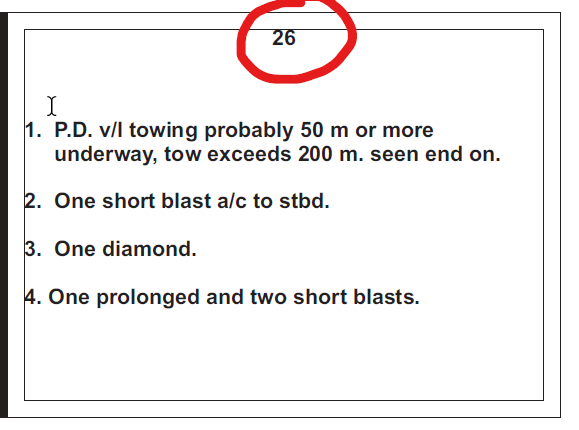 26
1. P.D. v/l towing probably 50 m or more
underway, tow exceeds 200 m. seen end on.
2. One short blast a/c to stbd.
3. One diamond.
4. One prolonged and two short blasts.